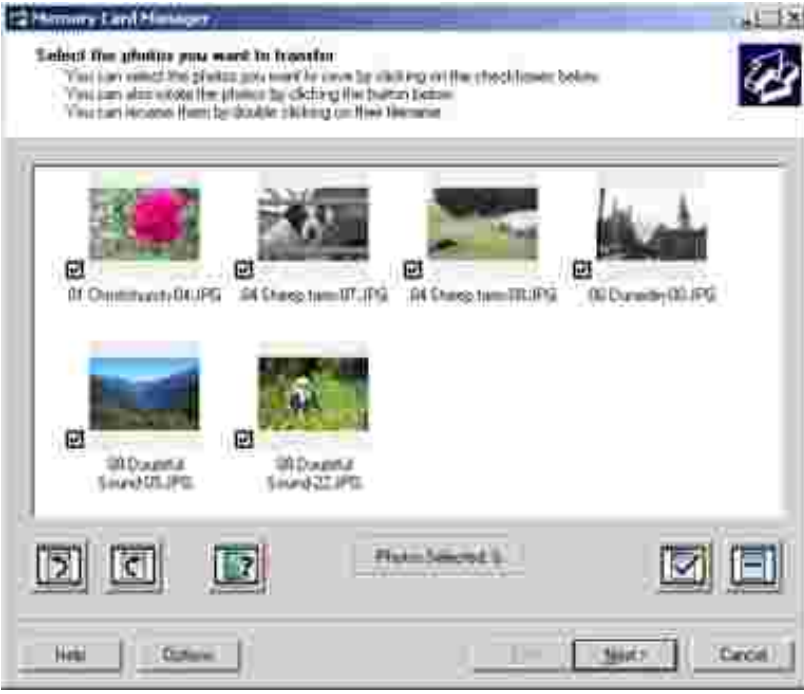 Memory Card Manager
Select the photos you want to transfer
You can select the photos you want to save by clicking on the check boxes below.
You can also rotate the photos by clicking the button below.
You can rename them by double clicking on their filename
01 Christchurch 04.JPG
04 Sheep farm 07.JPG
04 Sheep farm 08.JPG
06 Dunedin 00.JPG
08 Doubtful
Sound 05.JPG
08 Doubtful
Sound 22.JPG
Photos Selected:
Help
Options
Next >
Cancel